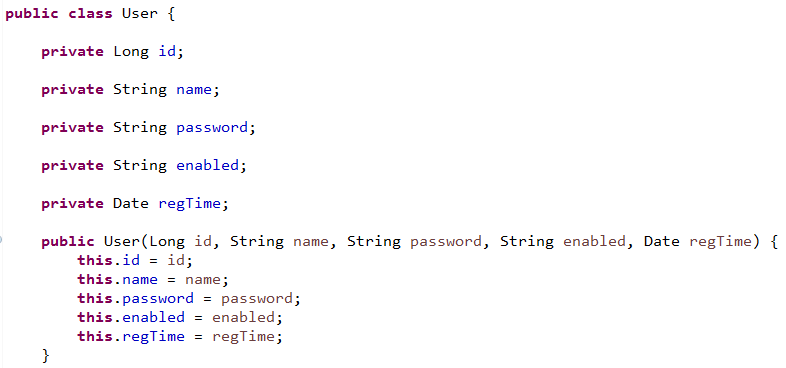 public class User {
private Long id;
private String name;
private String password;
private String enabled;
private Date regTime;
public User(Long id, String name, String password, String enabled, Date regTime) {
this.id = id;
this.name = name;
this.password = password;
this.enabled = enabled;
this.regTime = regTime;
}